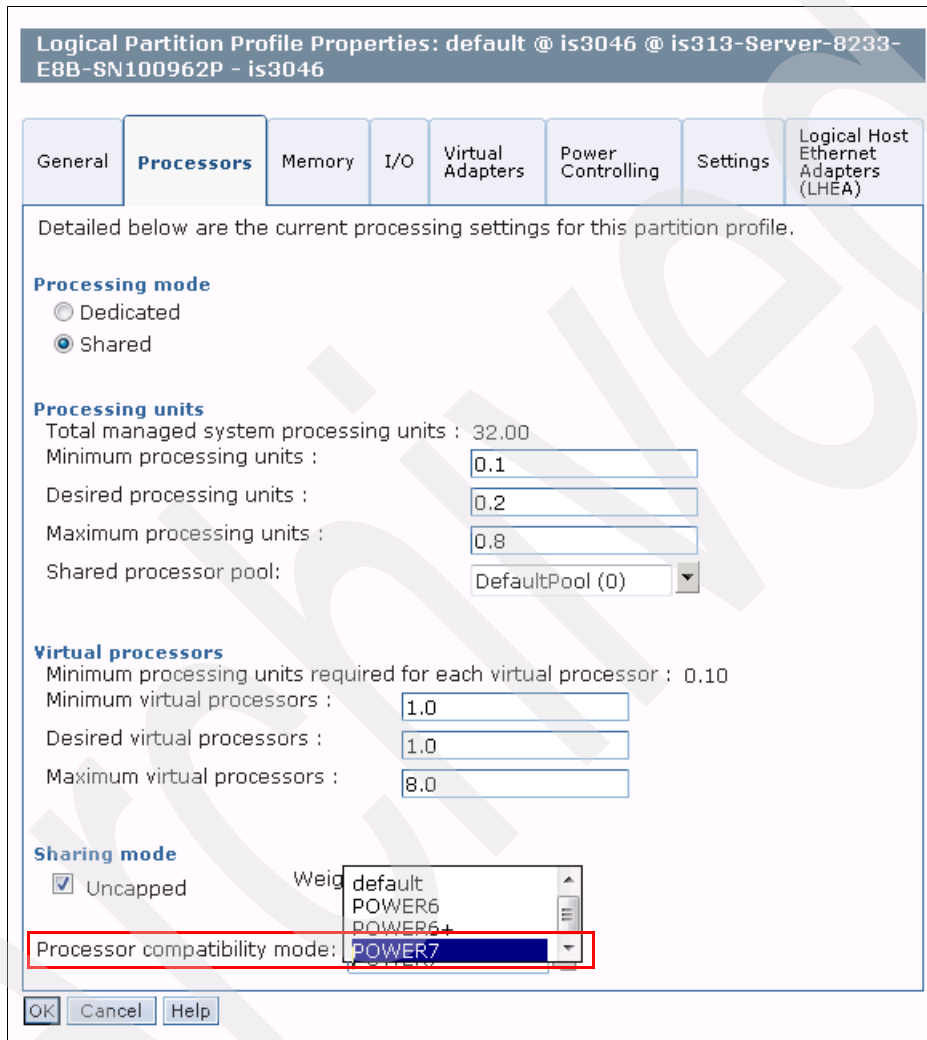 Logical Partition Profile Properties: default @ is3046 @ is313-Server-8233-
E8B-SN100962P - is3046
General
Processors
Memory
I/O
Virtual
Adapters
Power
Controlling
Settings
Logical Host
Ethernet
Adapters
(LHEA)
Detailed below are the current processing settings for this partition profile.
Processing mode
Dedicated
Shared
Processing units
Total managed system processing units : 32.00
Minimum processing units : 0.1
Desired processing units : 0.2
Maximum processing units : 0.8
Shared processor pool: DefaultPool (0)
Virtual processors
Minimum processing units required for each virtual processor : 0.10
Minimum virtual processors : 1.0
Desired virtual processors : 1.0
Maximum virtual processors : 8.0
Sharing mode
Uncapped
default
POWER6
POWER6+
Processor compatibility mode: POWER7
OK Cancel Help